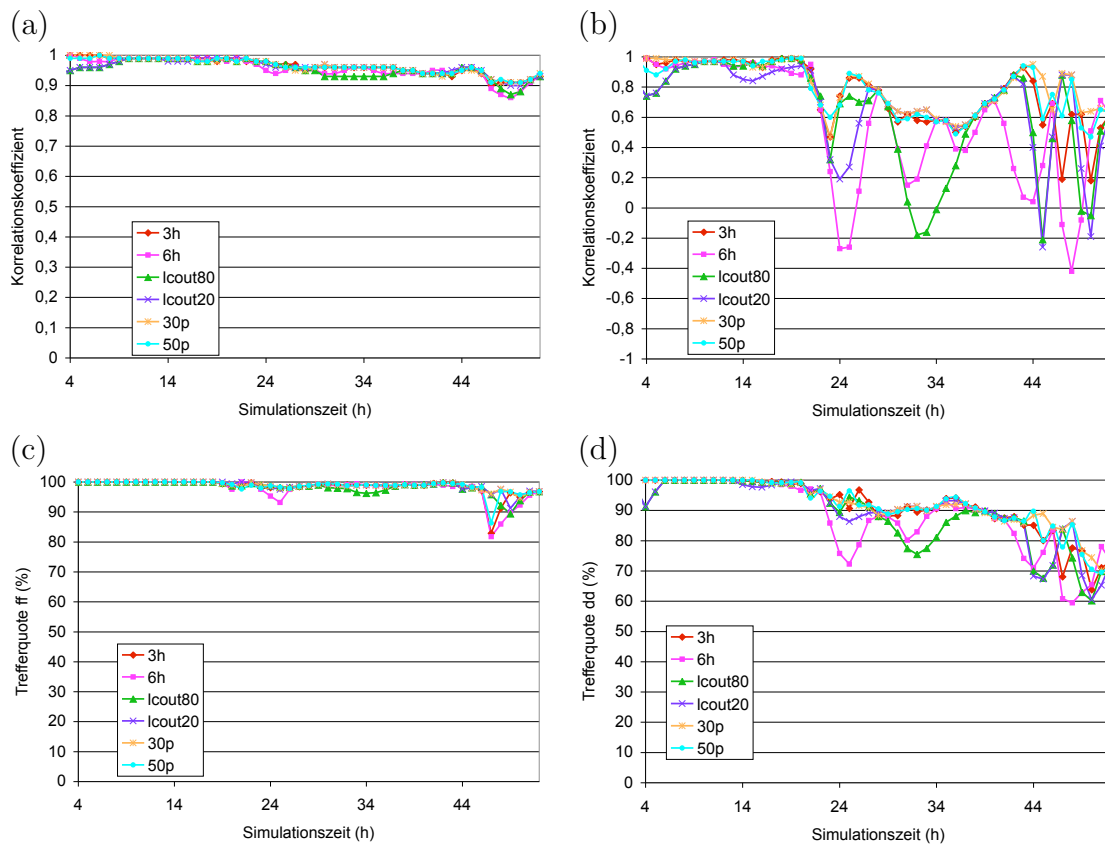 (a)
Korrelationskoeffizient
1
0,9
0,8
0,7
0,6
0,5
0,4
0,3
0,2
0,1
0
3h
6h
lcout80
lcout20
30p
50p
4 14 24 34 44
Simulationszeit (h)
(b)
Korrelationskoeffizient
1
0,8
0,6
0,4
0,2
0
-0,2
-0,4
-0,6
-0,8
-1
3h
6h
lcout80
lcout20
30p
50p
4 14 24 34 44
Simulationszeit (h)
(c)
Trefferquote ff (%)
100
90
80
70
60
50
40
30
20
10
0
3h
6h
lcout80
lcout20
30p
50p
4 14 24 34 44
Simulationszeit (h)
(d)
Trefferquote dd (%)
100
90
80
70
60
50
40
30
20
10
0
3h
6h
lcout80
lcout20
30p
50p
4 14 24 34 44
Simulationszeit (h)